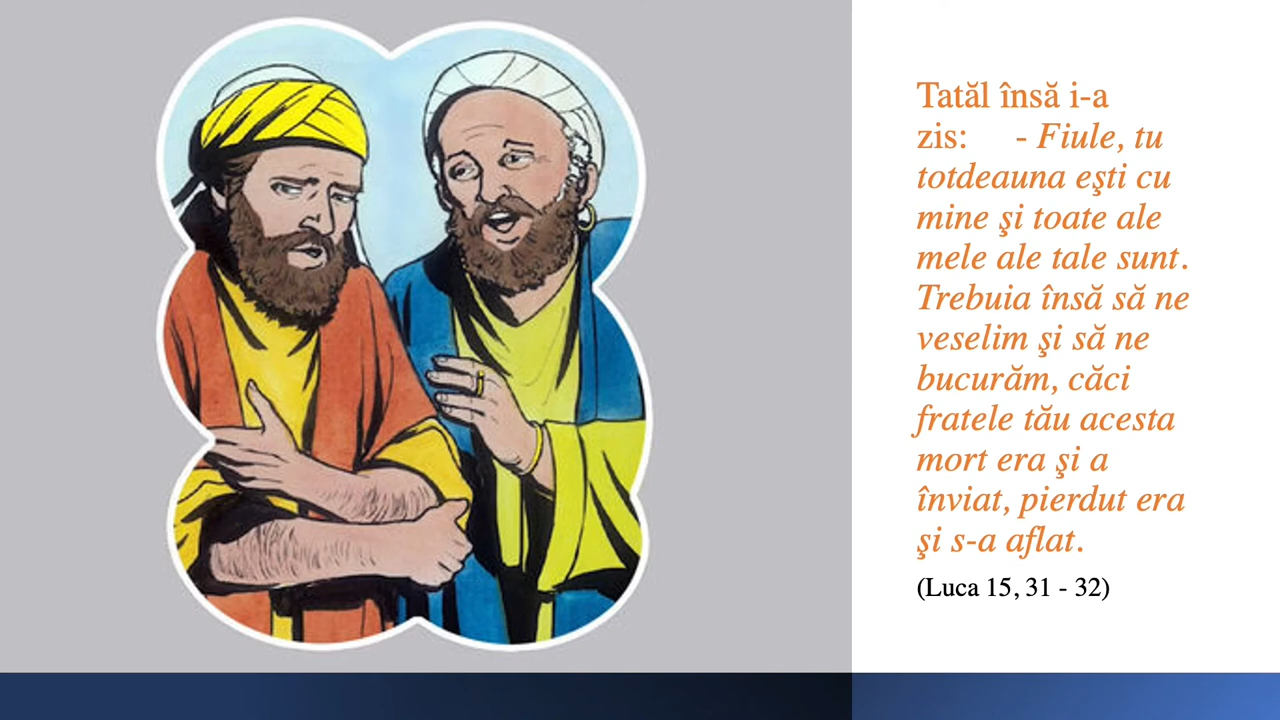 Tatăl însă i-a
zis: - Fiule, tu
totdeauna eşti cu
mine şi toate ale
mele ale tale sunt.
Trebuia însă să ne
veselim şi să ne
bucurăm, căci
fratele tău acesta
mort era şi a
înviat, pierdut era
şi s-a aflat.
(Luca 15, 31 - 32)